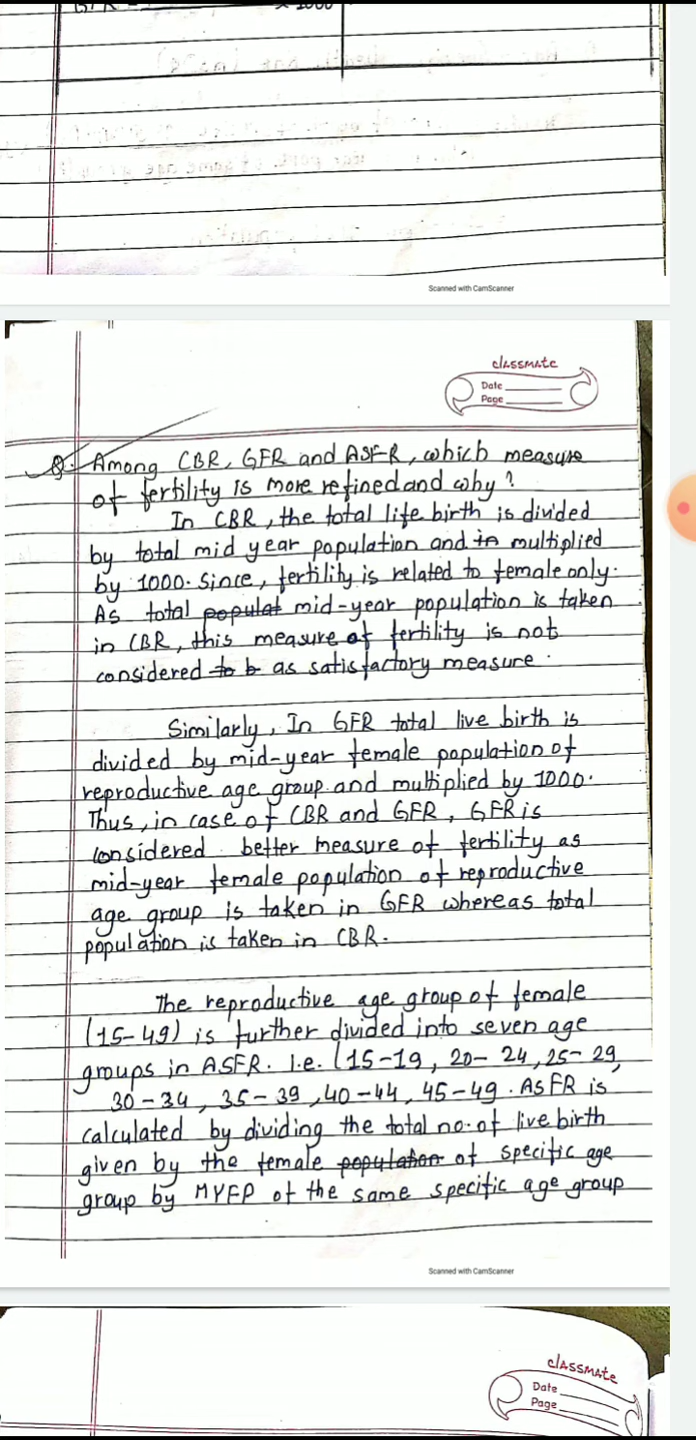 Scanned with CamScanner
classmate
Date
Page
Q. Among CBR, GFR and ASFR, which measure
of fertility is more refined and why?
In CBR, the total life birth is divided
by total mid year population and in multiplied
by 1000. Since, fertility is related to female only.
As total populat mid-year population is taken
in CBR, this measure of fertility is not
considered to b as satisfactory measure.
Similarly, In GFR total live birth is
divided by mid-year female population of
reproductive age group and multiplied by 1000.
Thus, in case of CBR and GFR, GFR is
considered better measure of fertility as
mid-year female population of reproductive
age group is taken in GFR whereas total
population is taken in CBR.
The reproductive age group of female
(15-49) is further divided into seven age
groups in ASFR. I.e. (15-19, 20-24, 25-29,
30-34, 35-39, 40-44, 45-49. ASFR is
calculated by dividing the total no. of live birth
given by the female population of specific age
group by MYFP of the same specific age group
Scanned with CamScanner
classmate
Date
Page